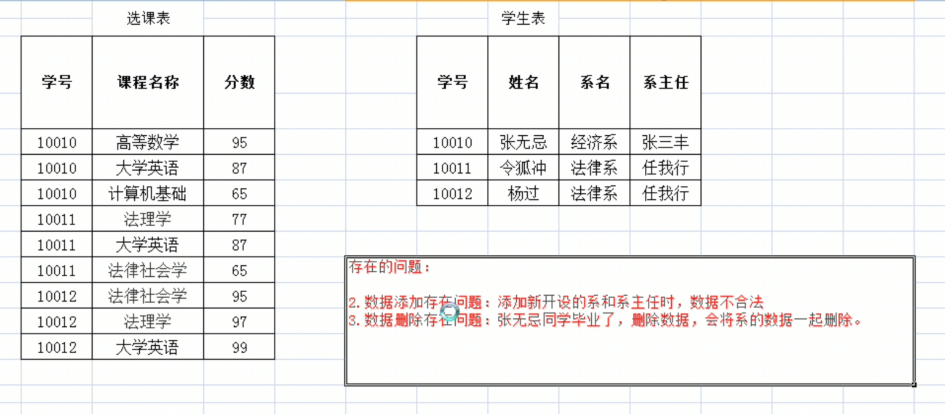 选课表
学号 课程名称 分数
10010 高等数学 95
10010 大学英语 87
10010 计算机基础 65
10011 法理学 77
10011 大学英语 87
10011 法律社会学 65
10012 法律社会学 95
10012 法理学 97
10012 大学英语 99
学生表
学号 姓名 系名 系主任
10010 张无忌 经济系 张三丰
10011 令狐冲 法律系 任我行
10012 杨过 法律系 任我行
存在的问题：
2.数据添加存在问题：添加新开设的系和系主任时，数据不合法
3.数据删除存在问题：张无忌同学毕业了，删除数据，会将系的数据一起删除。